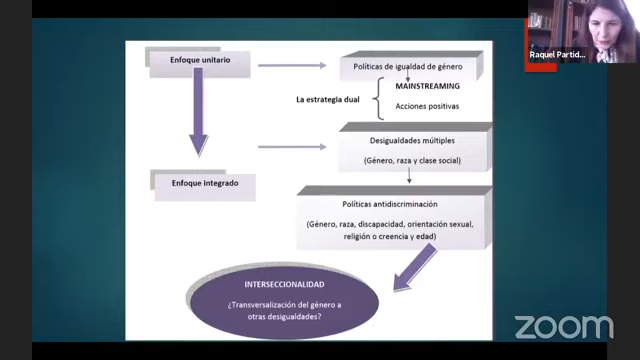 Raquel Partid...
Enfoque unitario
Políticas de igualdad de género
MAINSTREAMING
La estrategia dual
Acciones positivas
Desigualdades múltiples
(Género, raza y clase social)
Enfoque integrado
Políticas antidiscriminación
(Género, raza, discapacidad, orientación sexual,
religión o creencia y edad)
INTERSECCIONALIDAD
¿Transversalización del género a
otras desigualdades?
zoom